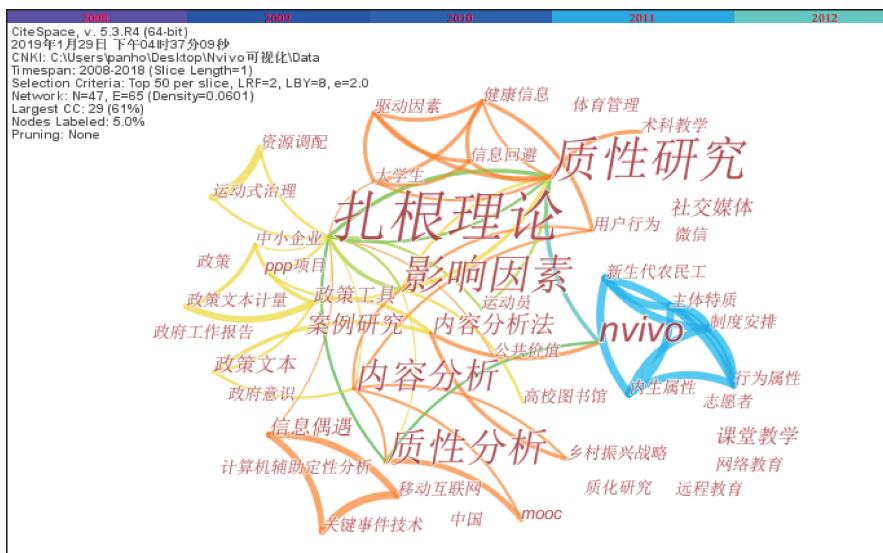 2008 2009 2010 2011 2012
CiteSpace, v. 5.3.R4 (64-bit)
2019年1月29日 下午04时37分09秒
CNKI: C:\Users\panho\Desktop\Nvivo可视化\Data
Timespan: 2008-2018 (Slice Length=1)
Selection Criteria: Top 50 per slice, LRF=2, LBY=8, e=2.0
Network: N=47, E=65 (Density=0.0601)
Largest CC: 29 (61%)
Nodes Labeled: 5.0%
Pruning: None
健康信息
驱动因素
体育管理
术科教学
资源调配
信息回避
质性研究
大学生
运动式治理
扎根理论
社交媒体
用户行为
微信
中小企业
政策
ppp项目
影响因素
新生代农民工
政策工具
政策文本计量
运动员
主体特质
制度安排
政府工作报告
案例研究
内容分析法
nvivo
公共价值
政策文本
内容分析
行为属性
内生属性
政府意识
高校图书馆
志愿者
信息偶遇
课堂教学
质性分析
乡村振兴战略
计算机辅助定性分析
网络教育
移动互联网
质化研究
远程教育
关键事件技术
中国
mooc